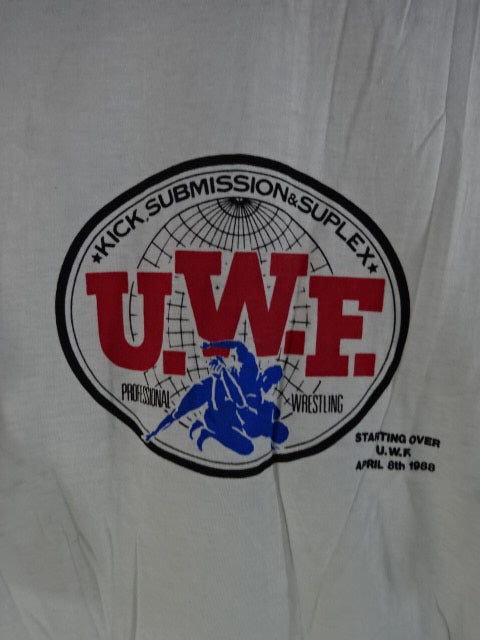 ★KICK, SUBMISSION & SUPLEX★
U.W.F.
PROFESSIONAL WRESTLING
STARTING OVER
U.W.F.
APRIL 8th 1988